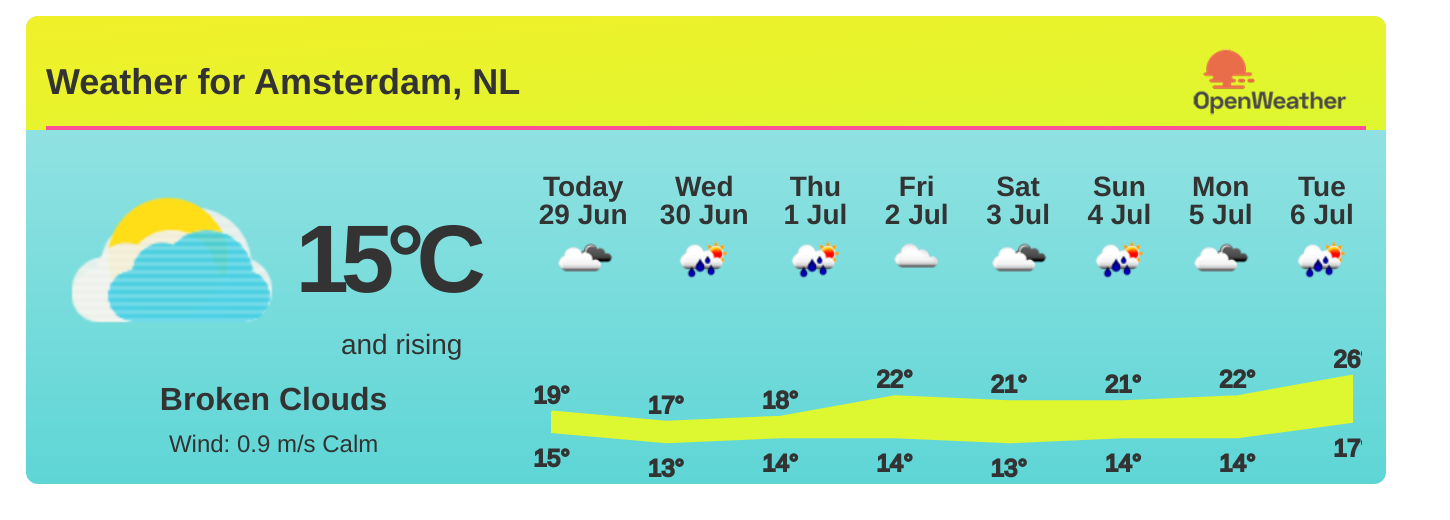 Weather for Amsterdam, NL
OpenWeather
15°C
and rising
Broken Clouds
Wind: 0.9 m/s Calm
Today Wed Thu Fri Sat Sun Mon Tue
29 Jun 30 Jun 1 Jul 2 Jul 3 Jul 4 Jul 5 Jul 6 Jul
19° 17° 18° 22° 21° 21° 22° 26°
15° 13° 14° 14° 13° 14° 14° 17°